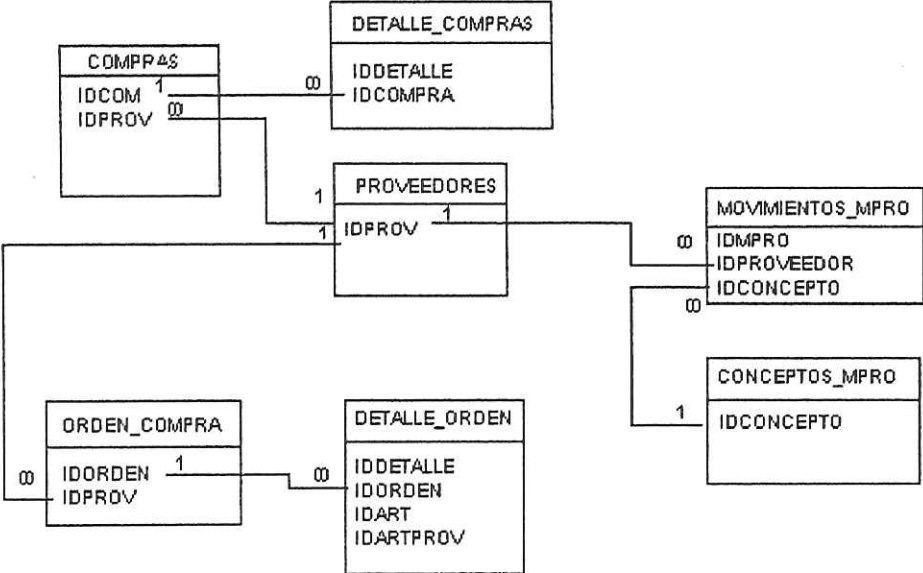 DETALLE_COMPRAS
IDDETALLE
IDCOMPRA
COMPRAS
IDCOM 1
IDPROV ∞
∞
PROVEEDORES
IDPROV 1
1
1
MOVIMIENTOS_MPRO
IDMPRO
IDPROVEEDOR
IDCONCEPTO
∞
∞
CONCEPTOS_MPRO
IDCONCEPTO
1
ORDEN_COMPRA
IDORDEN 1
IDPROV
∞
DETALLE_ORDEN
IDDETALLE
IDORDEN
IDART
IDARTPROV
∞